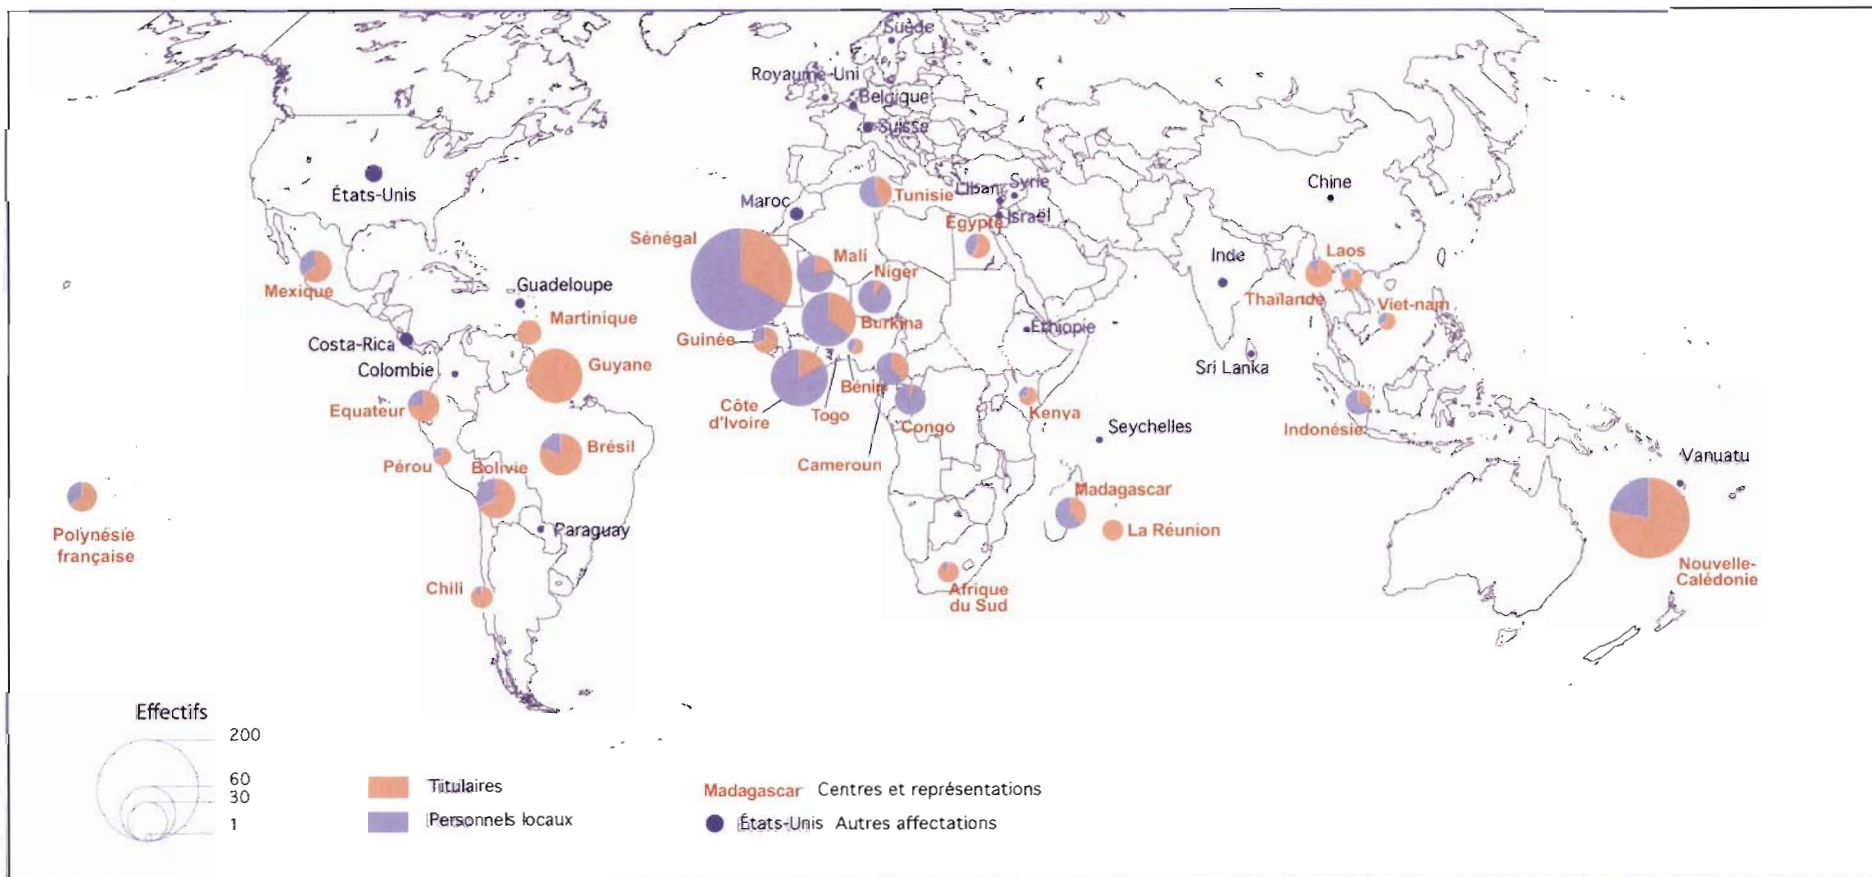 Suède
Royaume-Uni
Belgique
Suisse
États-Unis
Maroc
Tunisie
Liban
Syrie
Israël
Égypte
Chine
Sénégal
Mali
Niger
Inde
Laos
Mexique
Guadeloupe
Martinique
Thaïlande
Viet-nam
Burkina
Éthiopie
Guinée
Costa-Rica
Colombie
Guyane
Sri Lanka
Bénin
Equateur
Côte
d'Ivoire
Togo
Congo
Kenya
Seychelles
Indonésie
Pérou
Bolivie
Brésil
Cameroun
Vanuatu
Madagascar
Polynésie
française
Paraguay
La Réunion
Chili
Afrique
du Sud
Nouvelle-
Calédonie
Effectifs
200
60
30
1
Titulaires
Personnels locaux
Madagascar Centres et représentations
États-Unis Autres affectations